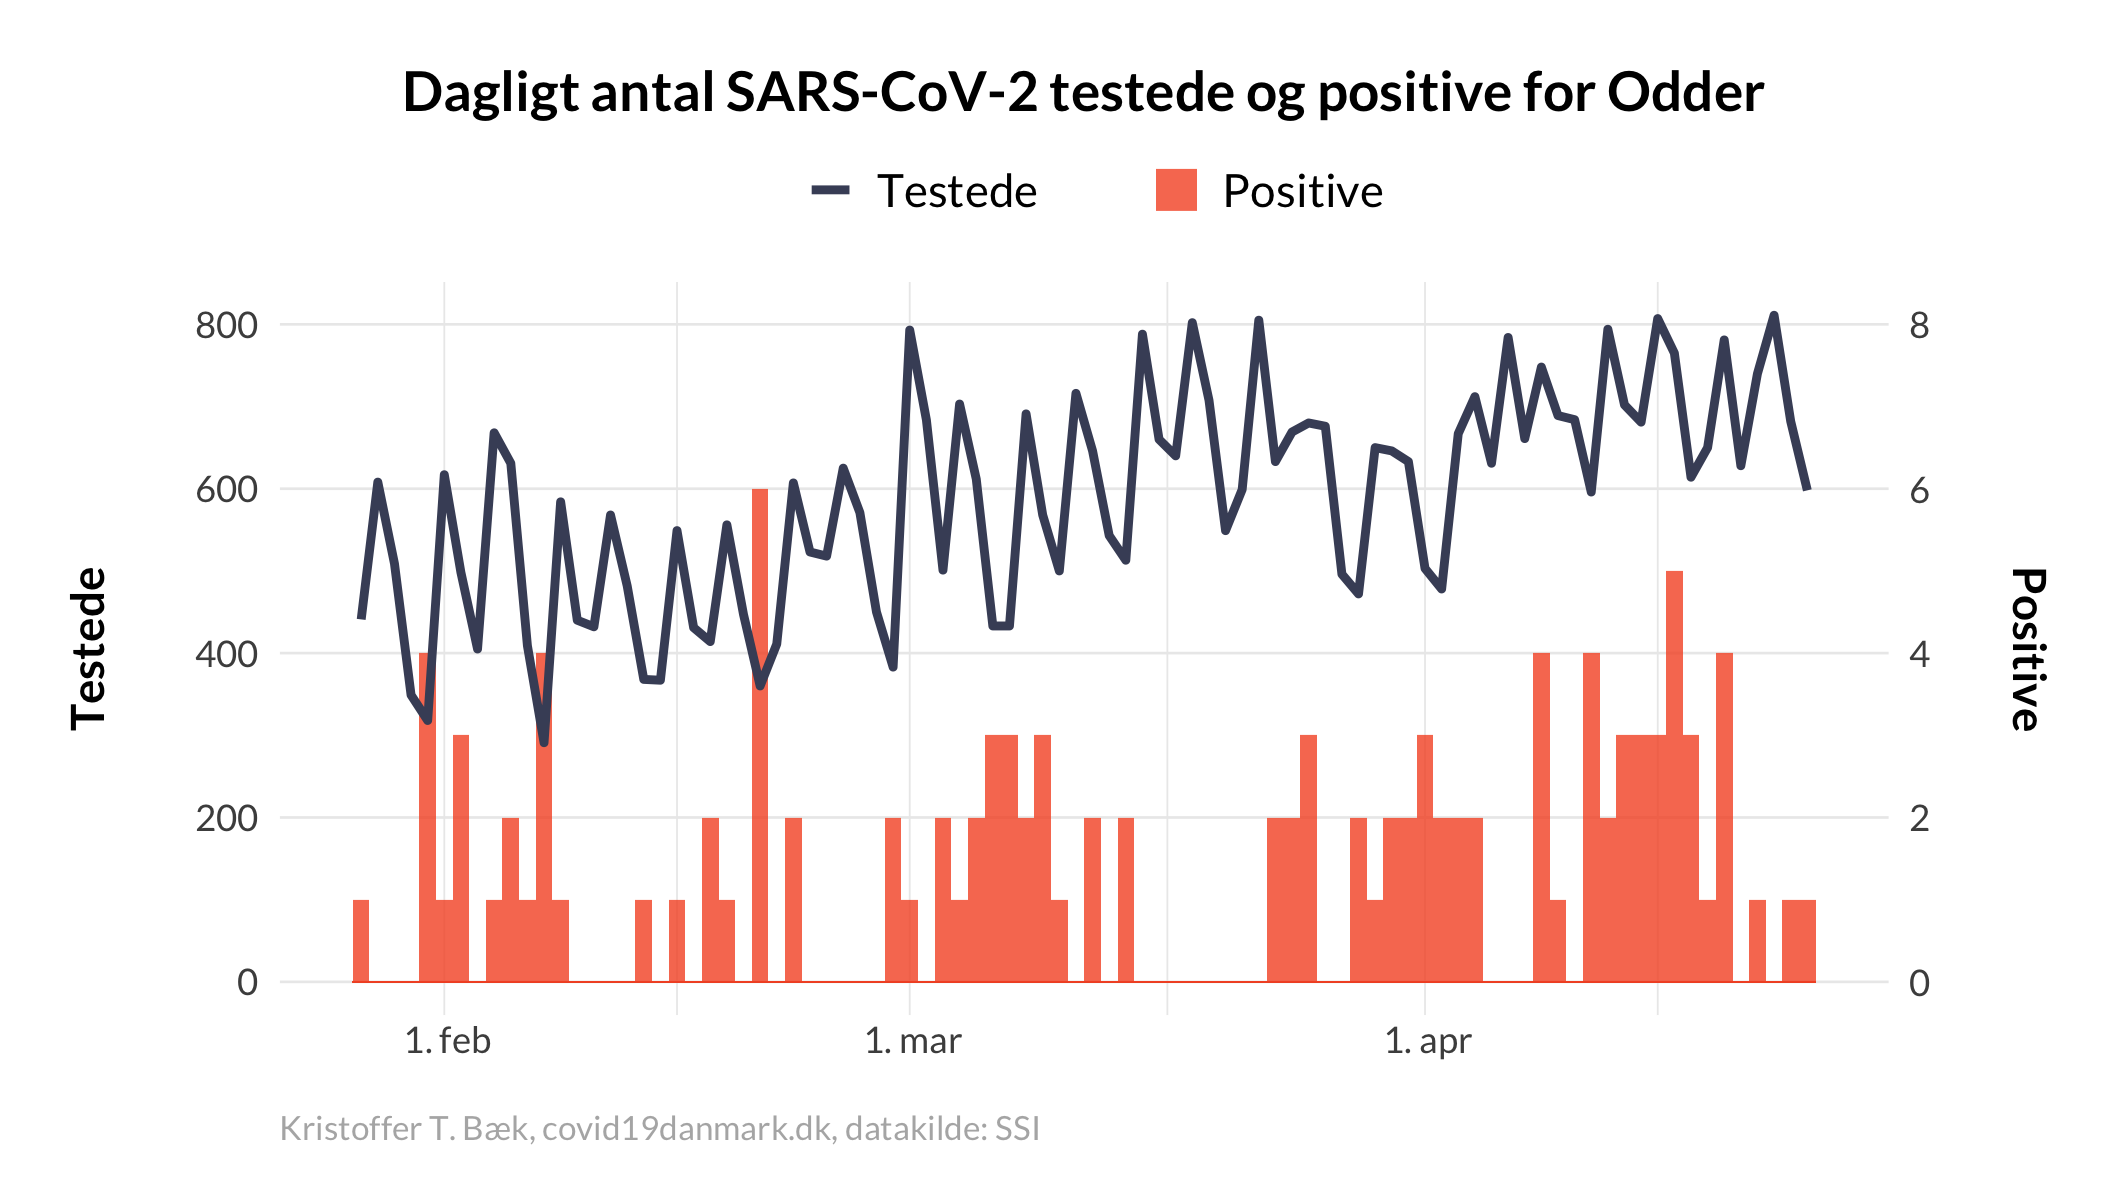 Dagligt antal SARS-CoV-2 testede og positive for Odder
Testede
Positive
800
600
400
200
0
Testede
8
6
4
2
0
Positive
1. feb
1. mar
1. apr
Kristoffer T. Bæk, covid19danmark.dk, datakilde: SSI